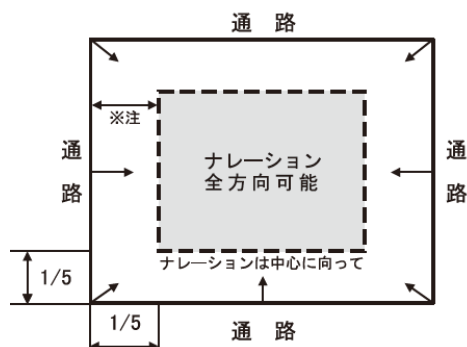 通 路
※注
通
路
ナレーション
全方向可能
通
路
ナレーションは中心に向って
1/5
1/5
通 路